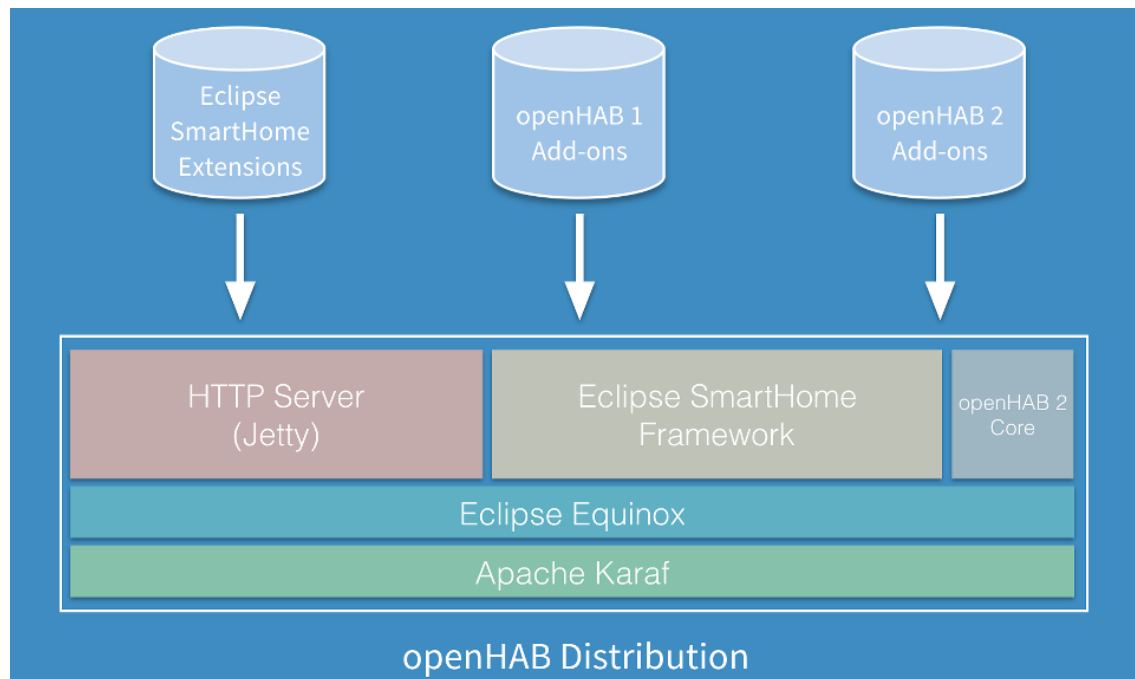 Eclipse
SmartHome
Extensions
openHAB 1
Add-ons
openHAB 2
Add-ons
HTTP Server
(Jetty)
Eclipse SmartHome
Framework
openHAB 2
Core
Eclipse Equinox
Apache Karaf
openHAB Distribution